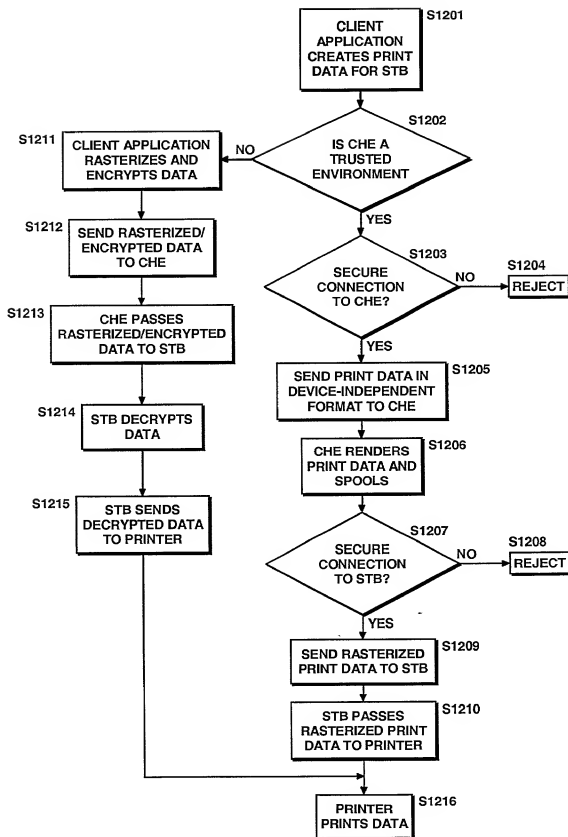 S1201
CLIENT
APPLICATION
CREATES PRINT
DATA FOR STB
S1202
IS CHE A
TRUSTED
ENVIRONMENT
NO
YES
S1211
CLIENT APPLICATION
RASTERIZES AND
ENCRYPTS DATA
S1212
SEND RASTERIZED/
ENCRYPTED DATA
TO CHE
S1213
CHE PASSES
RASTERIZED/ENCRYPTED
DATA TO STB
S1214
STB DECRYPTS
DATA
S1215
STB SENDS
DECRYPTED DATA
TO PRINTER
S1203
SECURE
CONNECTION
TO CHE?
NO
S1204
REJECT
YES
S1205
SEND PRINT DATA IN
DEVICE-INDEPENDENT
FORMAT TO CHE
S1206
CHE RENDERS
PRINT DATA AND
SPOOLS
S1207
SECURE
CONNECTION
TO STB?
NO
S1208
REJECT
YES
S1209
SEND RASTERIZED
PRINT DATA TO STB
S1210
STB PASSES
RASTERIZED PRINT
DATA TO PRINTER
S1216
PRINTER
PRINTS DATA